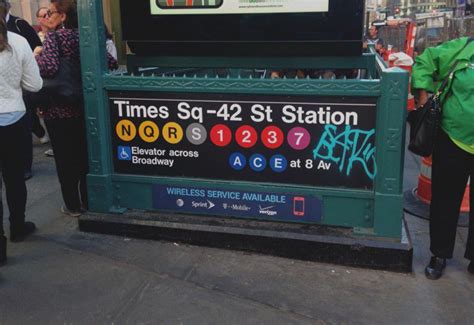 Times Sq-42 St Station
N Q R S 1 2 3 7
Elevator across
Broadway
A C E at 8 Av
WIRELESS SERVICE AVAILABLE
at&t Sprint T-Mobile verizon